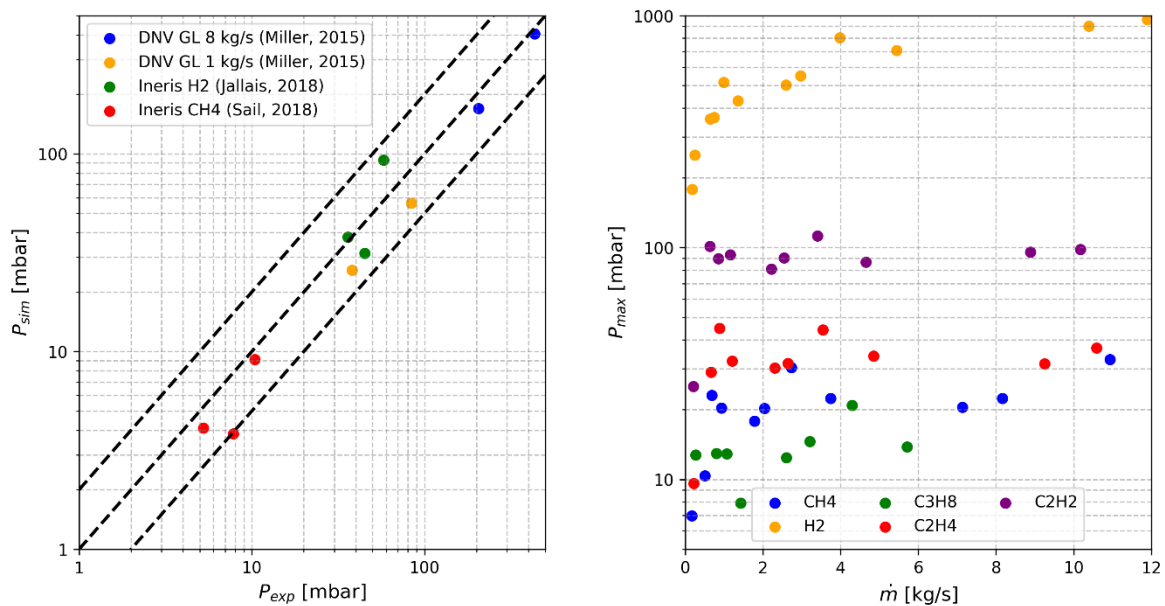 DNV GL 8 kg/s (Miller, 2015)
DNV GL 1 kg/s (Miller, 2015)
Ineris H2 (Jallais, 2018)
Ineris CH4 (Sail, 2018)
100
10
1
P_sim [mbar]
1
10
100
P_exp [mbar]
1000
100
10
P_max [mbar]
CH4
C3H8
C2H2
H2
C2H4
0
2
4
6
8
10
12
ṁ [kg/s]